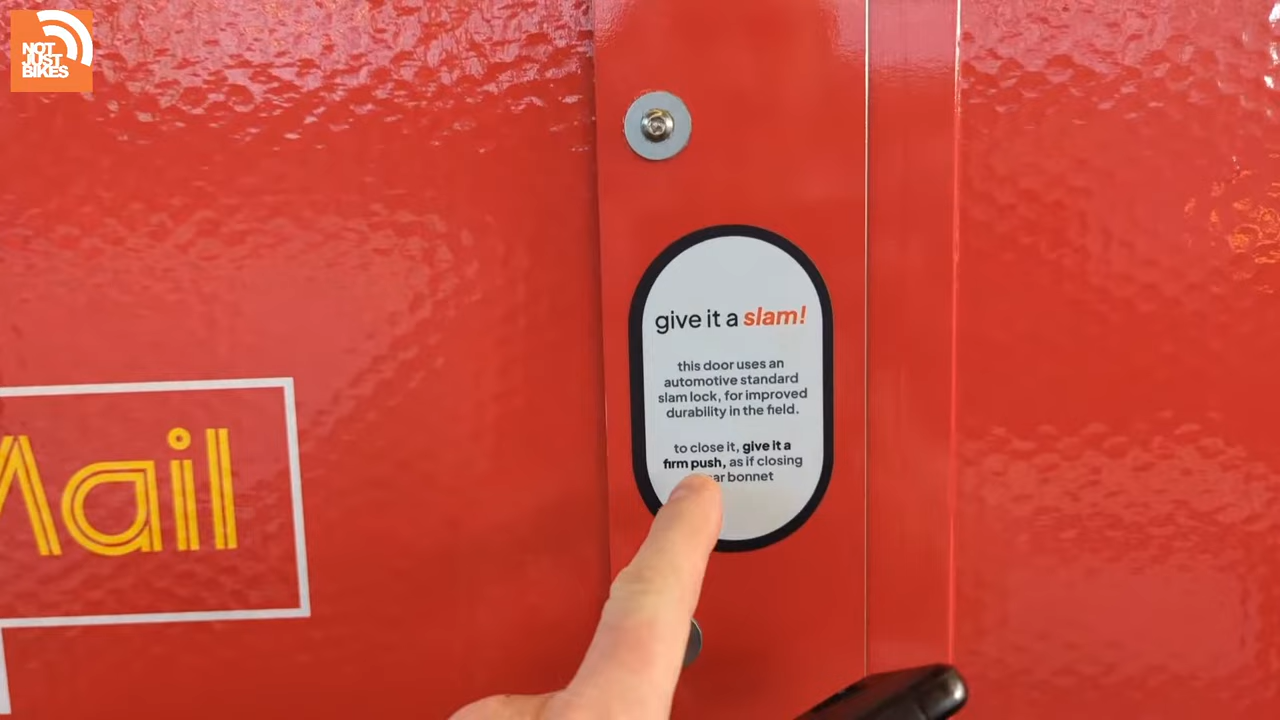 NOT
JUST
BIKES
give it a slam!
this door uses an
automotive standard
slam lock, for improved
durability in the field.
to close it, give it a
firm push, as if closing
bonnet
Mail